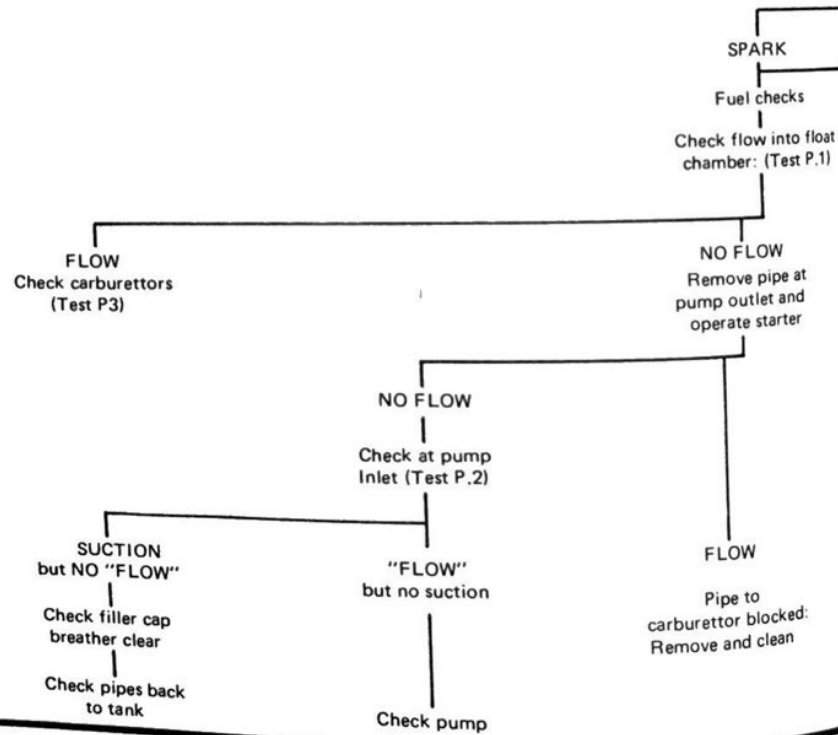 SPARK
Fuel checks
Check flow into float
chamber: (Test P.1)
FLOW
Check carburettors
(Test P3)
NO FLOW
Remove pipe at
pump outlet and
operate starter
NO FLOW
Check at pump
Inlet (Test P.2)
SUCTION
but NO "FLOW"
Check filler cap
breather clear
Check pipes back
to tank
"FLOW"
but no suction
Check pump
FLOW
Pipe to
carburettor blocked:
Remove and clean